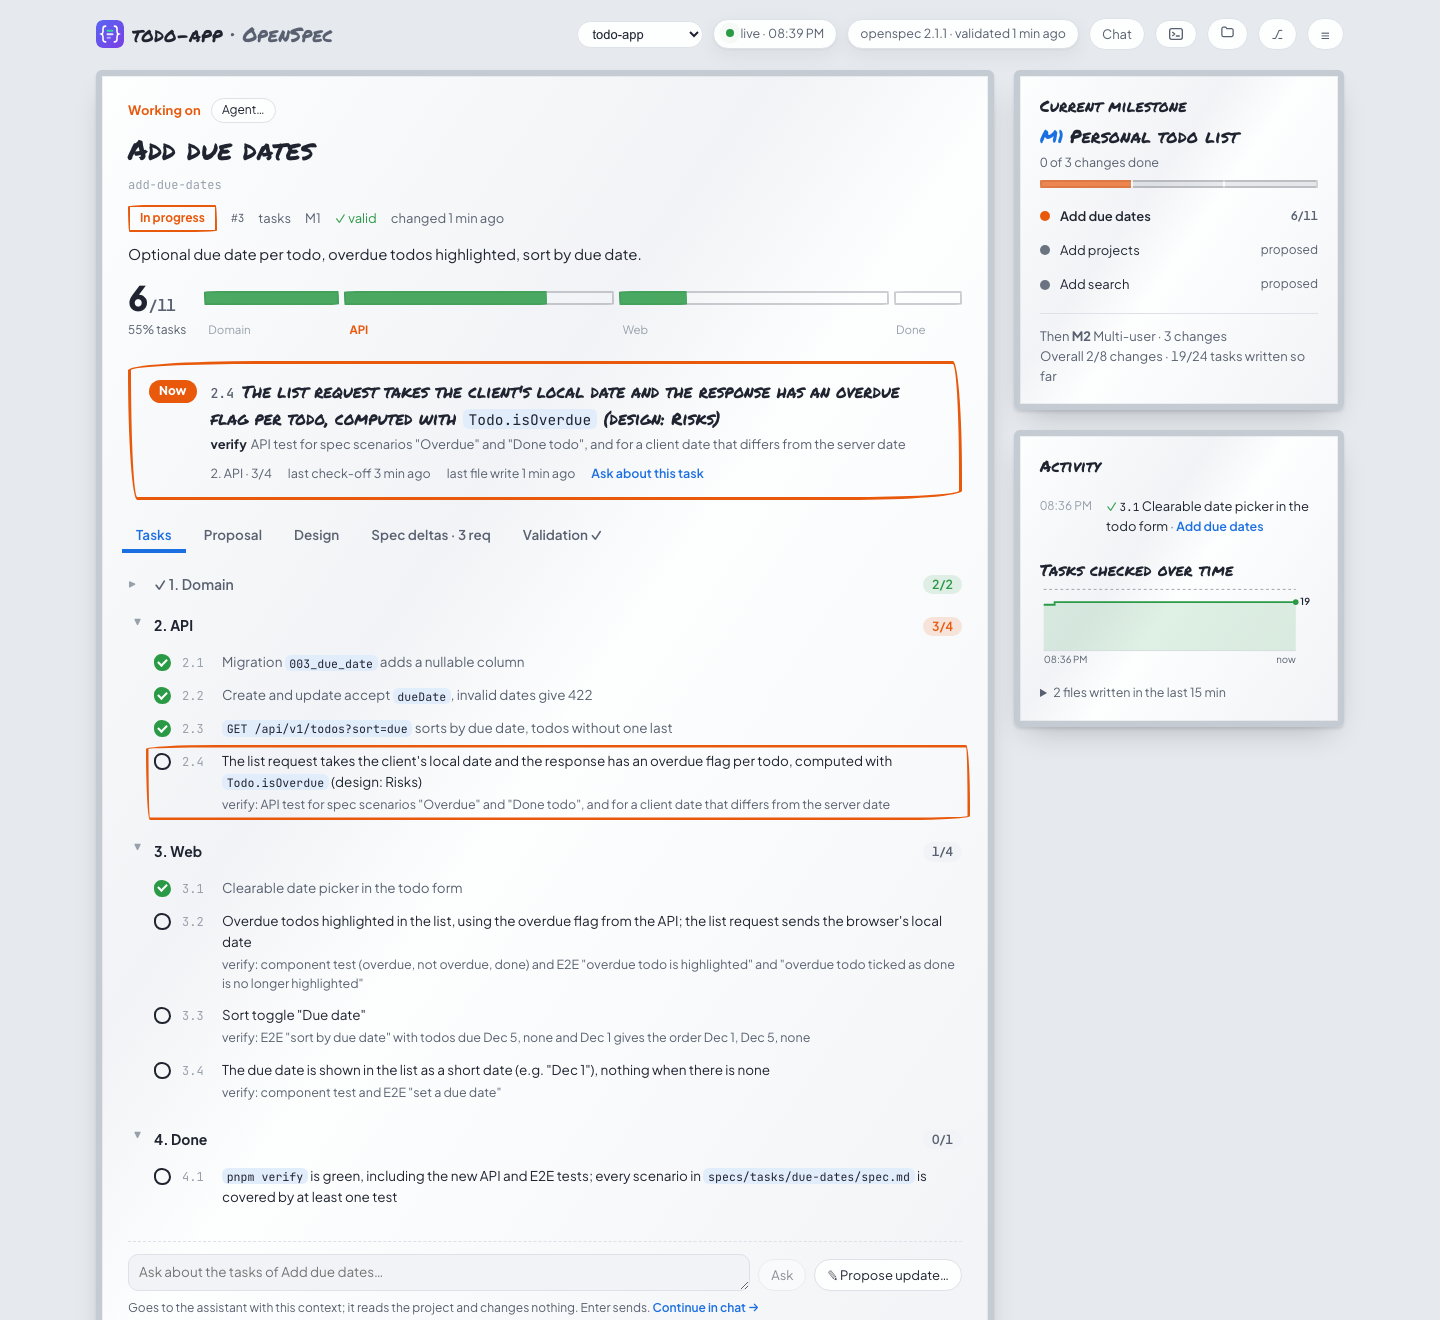 todo-app · OpenSpec
todo-app
live · 08:39 PM
openspec 2.1.1 · validated 1 min ago
Chat
Working on
Agent…
Add due dates
add-due-dates
In progress
#3
tasks
M1
✓ valid
changed 1 min ago
Optional due date per todo, overdue todos highlighted, sort by due date.
6/11
55% tasks
Domain
API
Web
Done
Now
2.4 The list request takes the client's local date and the response has an overdue
flag per todo, computed with Todo.isOverdue (design: Risks)
verify API test for spec scenarios "Overdue" and "Done todo", and for a client date that differs from the server date
2. API · 3/4
last check-off 3 min ago
last file write 1 min ago
Ask about this task
Tasks
Proposal
Design
Spec deltas · 3 req
Validation ✓
✓ 1. Domain
2/2
2. API
3/4
2.1 Migration 003_due_date adds a nullable column
2.2 Create and update accept dueDate, invalid dates give 422
2.3 GET /api/v1/todos?sort=due sorts by due date, todos without one last
2.4 The list request takes the client's local date and the response has an overdue flag per todo, computed with
Todo.isOverdue (design: Risks)
verify: API test for spec scenarios "Overdue" and "Done todo", and for a client date that differs from the server date
3. Web
1/4
3.1 Clearable date picker in the todo form
3.2 Overdue todos highlighted in the list, using the overdue flag from the API; the list request sends the browser's local
date
verify: component test (overdue, not overdue, done) and E2E "overdue todo is highlighted" and "overdue todo ticked as done
is no longer highlighted"
3.3 Sort toggle "Due date"
verify: E2E "sort by due date" with todos due Dec 5, none and Dec 1 gives the order Dec 1, Dec 5, none
3.4 The due date is shown in the list as a short date (e.g. "Dec 1"), nothing when there is none
verify: component test and E2E "set a due date"
4. Done
0/1
4.1 pnpm verify is green, including the new API and E2E tests; every scenario in specs/tasks/due-dates/spec.md is
covered by at least one test
Ask about the tasks of Add due dates…
Ask
✎ Propose update…
Goes to the assistant with this context; it reads the project and changes nothing. Enter sends. Continue in chat →
Current milestone
M1 Personal todo list
0 of 3 changes done
Add due dates
6/11
Add projects
proposed
Add search
proposed
Then M2 Multi-user · 3 changes
Overall 2/8 changes · 19/24 tasks written so
far
Activity
08:36 PM
✓ 3.1 Clearable date picker in the
todo form · Add due dates
Tasks checked over time
19
08:36 PM
now
2 files written in the last 15 min